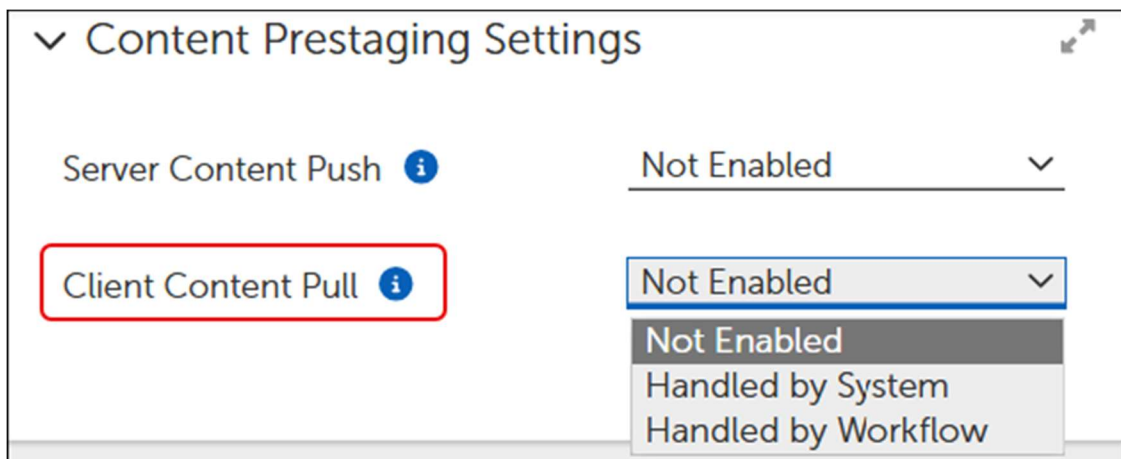 Content Prestaging Settings
Server Content Push i Not Enabled
Client Content Pull i Not Enabled
Not Enabled
Handled by System
Handled by Workflow